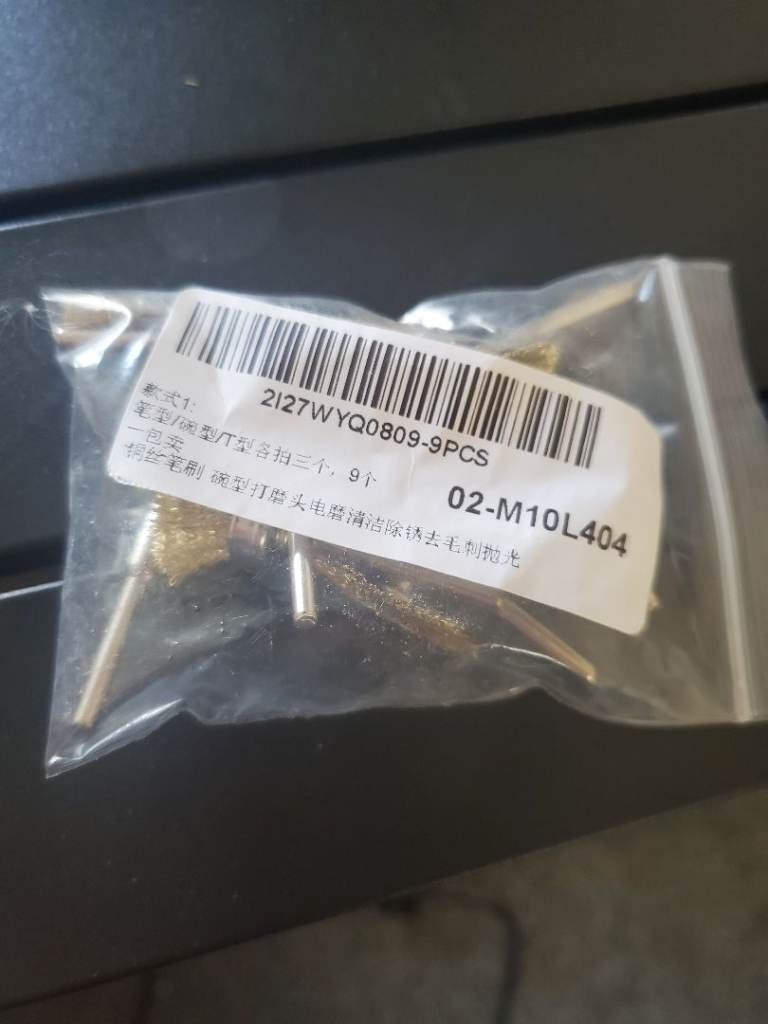 2I27WYQ0809-9PCS
款式1:
笔型/碗型/T型各拍三个，9个
一包卖
02-M10L404
铜丝笔刷 碗型打磨头电磨清洁除锈去毛刺抛光